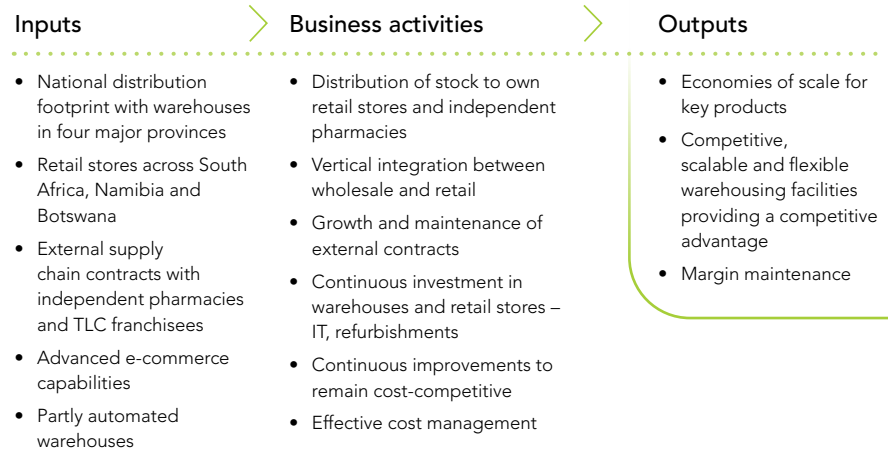 Inputs
• National distribution
footprint with warehouses
in four major provinces
• Retail stores across South
Africa, Namibia and
Botswana
• External supply
chain contracts with
independent pharmacies
and TLC franchisees
• Advanced e-commerce
capabilities
• Partly automated
warehouses
Business activities
• Distribution of stock to own
retail stores and independent
pharmacies
• Vertical integration between
wholesale and retail
• Growth and maintenance of
external contracts
• Continuous investment in
warehouses and retail stores –
IT, refurbishments
• Continuous improvements to
remain cost-competitive
• Effective cost management
Outputs
• Economies of scale for
key products
• Competitive,
scalable and flexible
warehousing facilities
providing a competitive
advantage
• Margin maintenance